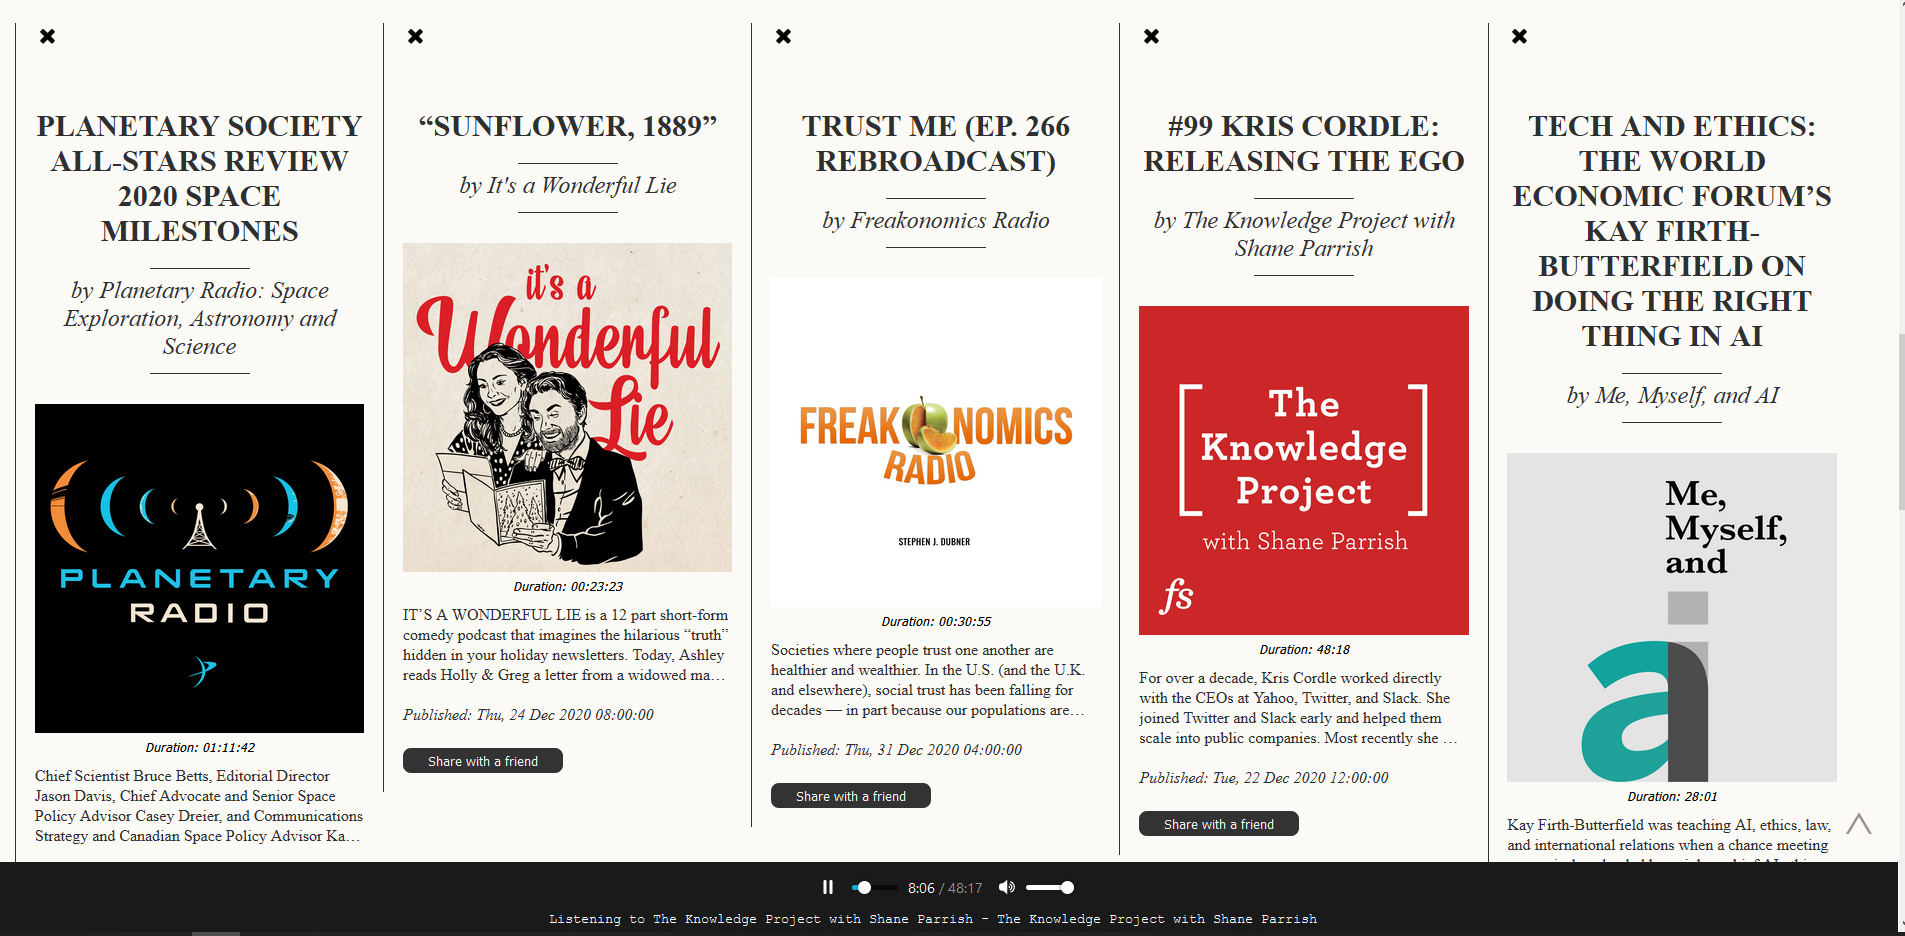 PLANETARY SOCIETY
ALL-STARS REVIEW
2020 SPACE
MILESTONES
by Planetary Radio: Space
Exploration, Astronomy and
Science
PLANETARY
RADIO
Duration: 01:11:42
Chief Scientist Bruce Betts, Editorial Director
Jason Davis, Chief Advocate and Senior Space
Policy Advisor Casey Dreier, and Communications
Strategy and Canadian Space Policy Advisor Ka…
“SUNFLOWER, 1889”
by It's a Wonderful Lie
it's a
Wonderful
Lie
Duration: 00:23:23
IT’S A WONDERFUL LIE is a 12 part short-form
comedy podcast that imagines the hilarious “truth”
hidden in your holiday newsletters. Today, Ashley
reads Holly & Greg a letter from a widowed ma…
Published: Thu, 24 Dec 2020 08:00:00
Share with a friend
TRUST ME (EP. 266
REBROADCAST)
by Freakonomics Radio
FREAKONOMICS
RADIO
STEPHEN J. DUBNER
Duration: 00:30:55
Societies where people trust one another are
healthier and wealthier. In the U.S. (and the U.K.
and elsewhere), social trust has been falling for
decades — in part because our populations are…
Published: Thu, 31 Dec 2020 04:00:00
Share with a friend
#99 KRIS CORDLE:
RELEASING THE EGO
by The Knowledge Project with
Shane Parrish
The
Knowledge
Project
with Shane Parrish
fs
Duration: 48:18
For over a decade, Kris Cordle worked directly
with the CEOs at Yahoo, Twitter, and Slack. She
joined Twitter and Slack early and helped them
scale into public companies. Most recently she …
Published: Tue, 22 Dec 2020 12:00:00
Share with a friend
TECH AND ETHICS:
THE WORLD
ECONOMIC FORUM’S
KAY FIRTH-
BUTTERFIELD ON
DOING THE RIGHT
THING IN AI
by Me, Myself, and AI
Me,
Myself,
and
ai
Duration: 28:01
Kay Firth-Butterfield was teaching AI, ethics, law,
and international relations when a chance meeting
8:06 / 48:17
Listening to The Knowledge Project with Shane Parrish - The Knowledge Project with Shane Parrish